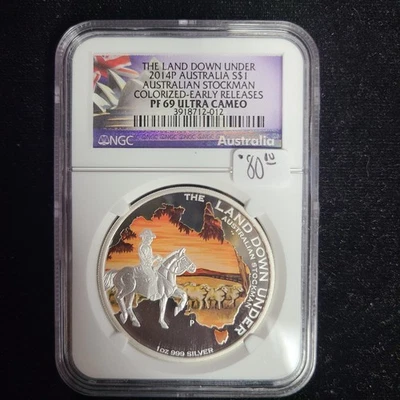 THE LAND DOWN UNDER
2014P AUSTRALIA S$1
AUSTRALIAN STOCKMAN
COLORIZED-EARLY RELEASES
PF 69 ULTRA CAMEO
3918712-012
NGC
Australia
80
THE LAND DOWN UNDER
AUSTRALIAN STOCKMAN
P
1OZ 999 SILVER